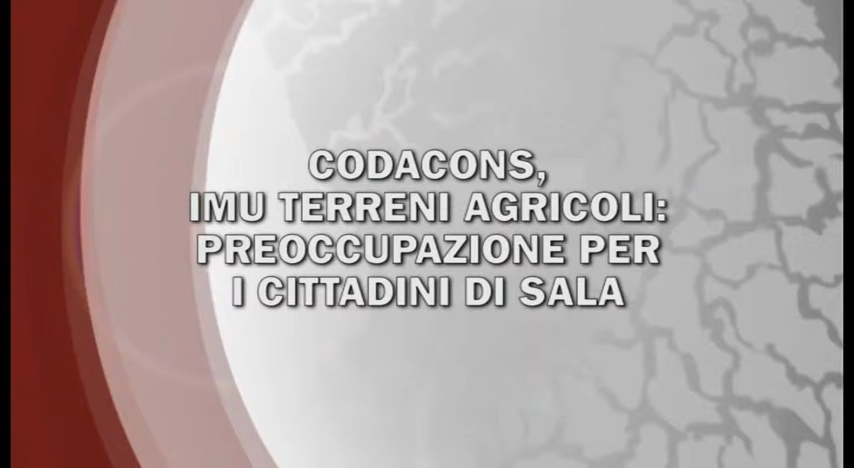 CODACONS,
IMU TERRENI AGRICOLI:
PREOCCUPAZIONE PER
I CITTADINI DI SALA